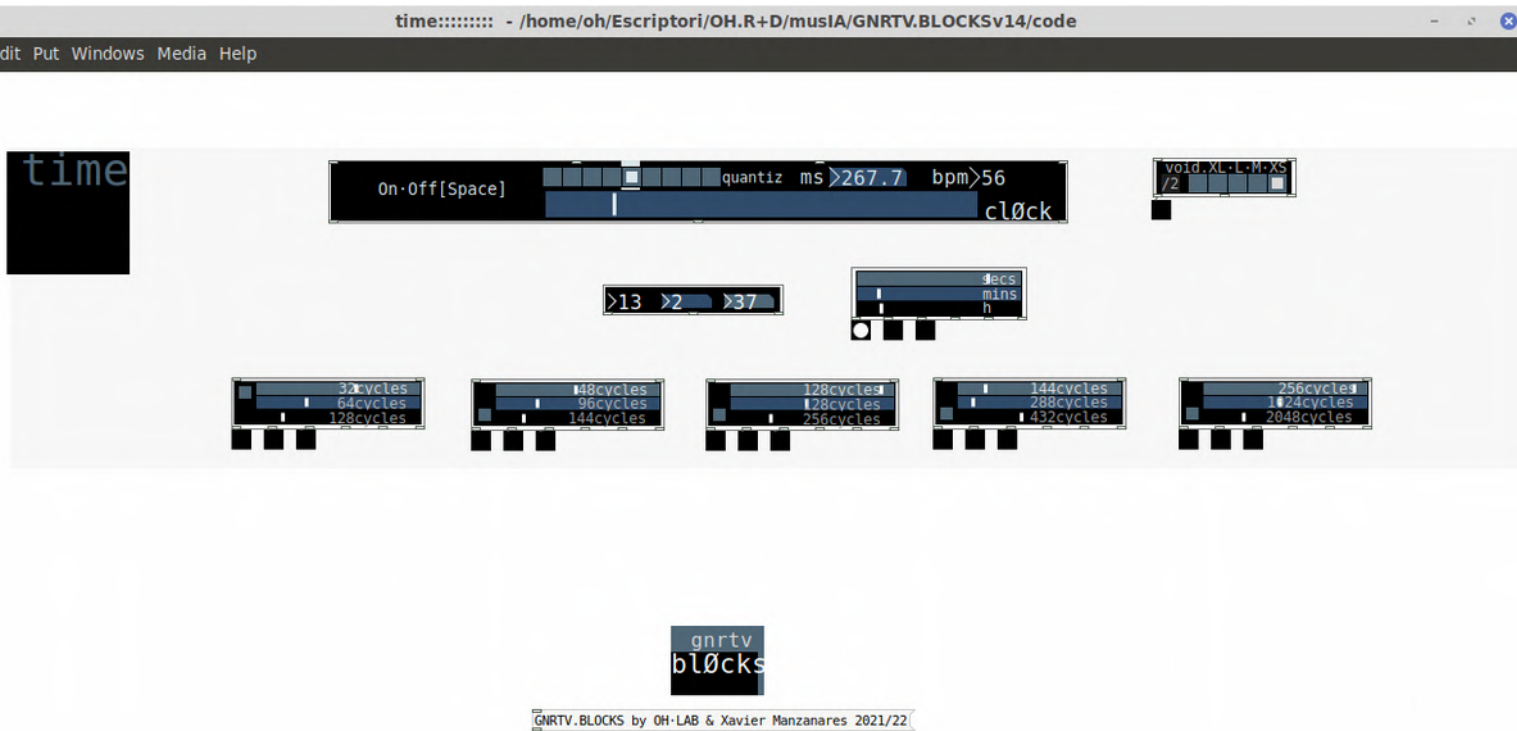 time::::::::: - /home/oh/Escriptori/OH.R+D/musIA/GNRTV.BLOCKSv14/code
dit Put Windows Media Help
time
On·Off[Space]
quantiz ms >267.7 bpm>56
clØck
void.XL·L·M·XS
/2
>13 >2 >37
secs
mins
h
32cycles
64cycles
128cycles
48cycles
96cycles
144cycles
128cycles
128cycles
256cycles
144cycles
288cycles
432cycles
256cycles
1024cycles
2048cycles
gnrtv
blØcks
GNRTV.BLOCKS by OH·LAB & Xavier Manzanares 2021/22